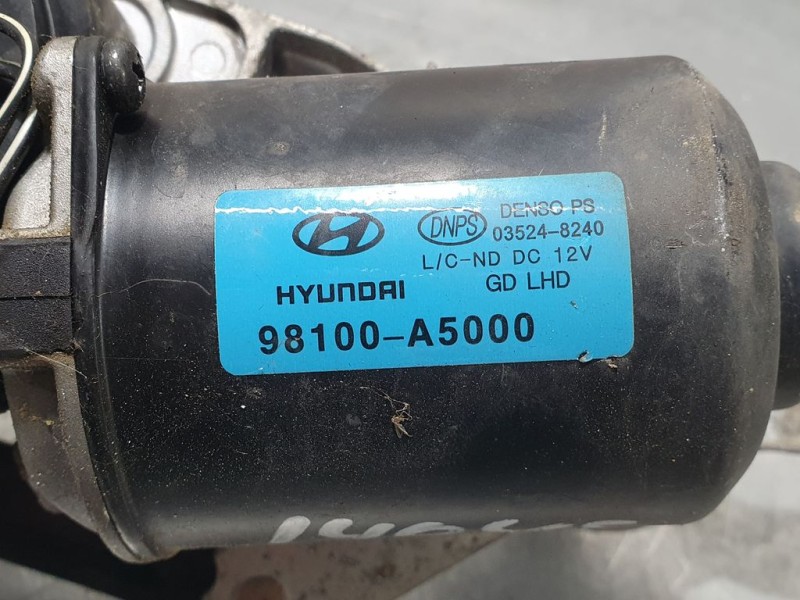 DNPS
DENSO PS
03524-8240
L/C-ND DC 12V
HYUNDAI
GD LHD
98100-A5000